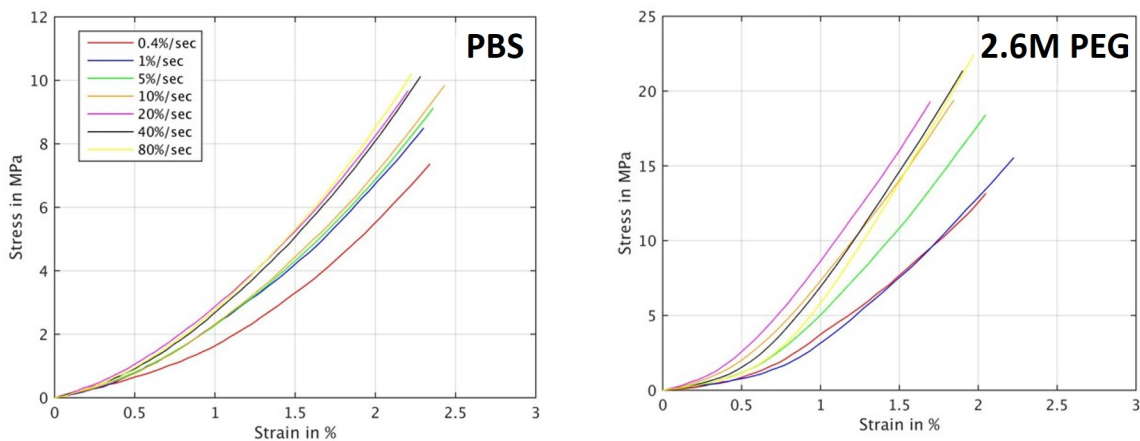 PBS
12
10
8
6
4
2
0
0.4%/sec
1%/sec
5%/sec
10%/sec
20%/sec
40%/sec
80%/sec
Stress in MPa
0 0.5 1 1.5 2 2.5 3
Strain in %
2.6M PEG
25
20
15
10
5
0
Stress in MPa
0 0.5 1 1.5 2 2.5 3
Strain in %